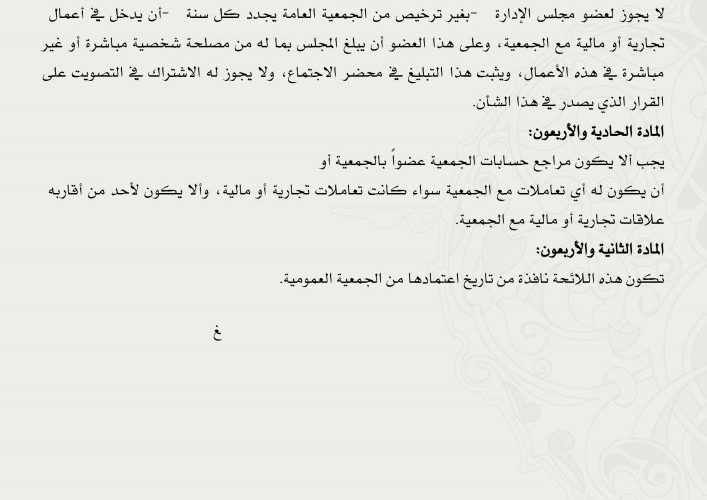 لا يجوز لعضو مجلس الإدارة -بغير ترخيص من الجمعية العامة يجدد كل سنة -أن يدخل في أعمال
تجارية أو مالية مع الجمعية، وعلى هذا العضو أن يبلغ المجلس بما له من مصلحة شخصية مباشرة أو غير
مباشرة في هذه الأعمال، ويثبت هذا التبليغ في محضر الاجتماع، ولا يجوز له الاشتراك في التصويت على
القرار الذي يصدر في هذا الشأن.
المادة الحادية والأربعون:
يجب ألا يكون مراجع حسابات الجمعية عضواً بالجمعية أو
أن يكون له أي تعاملات مع الجمعية سواء كانت تعاملات تجارية أو مالية، وألا يكون لأحد من أقاربه
علاقات تجارية أو مالية مع الجمعية.
المادة الثانية والأربعون:
تكون هذه اللائحة نافذة من تاريخ اعتمادها من الجمعية العمومية.
غ